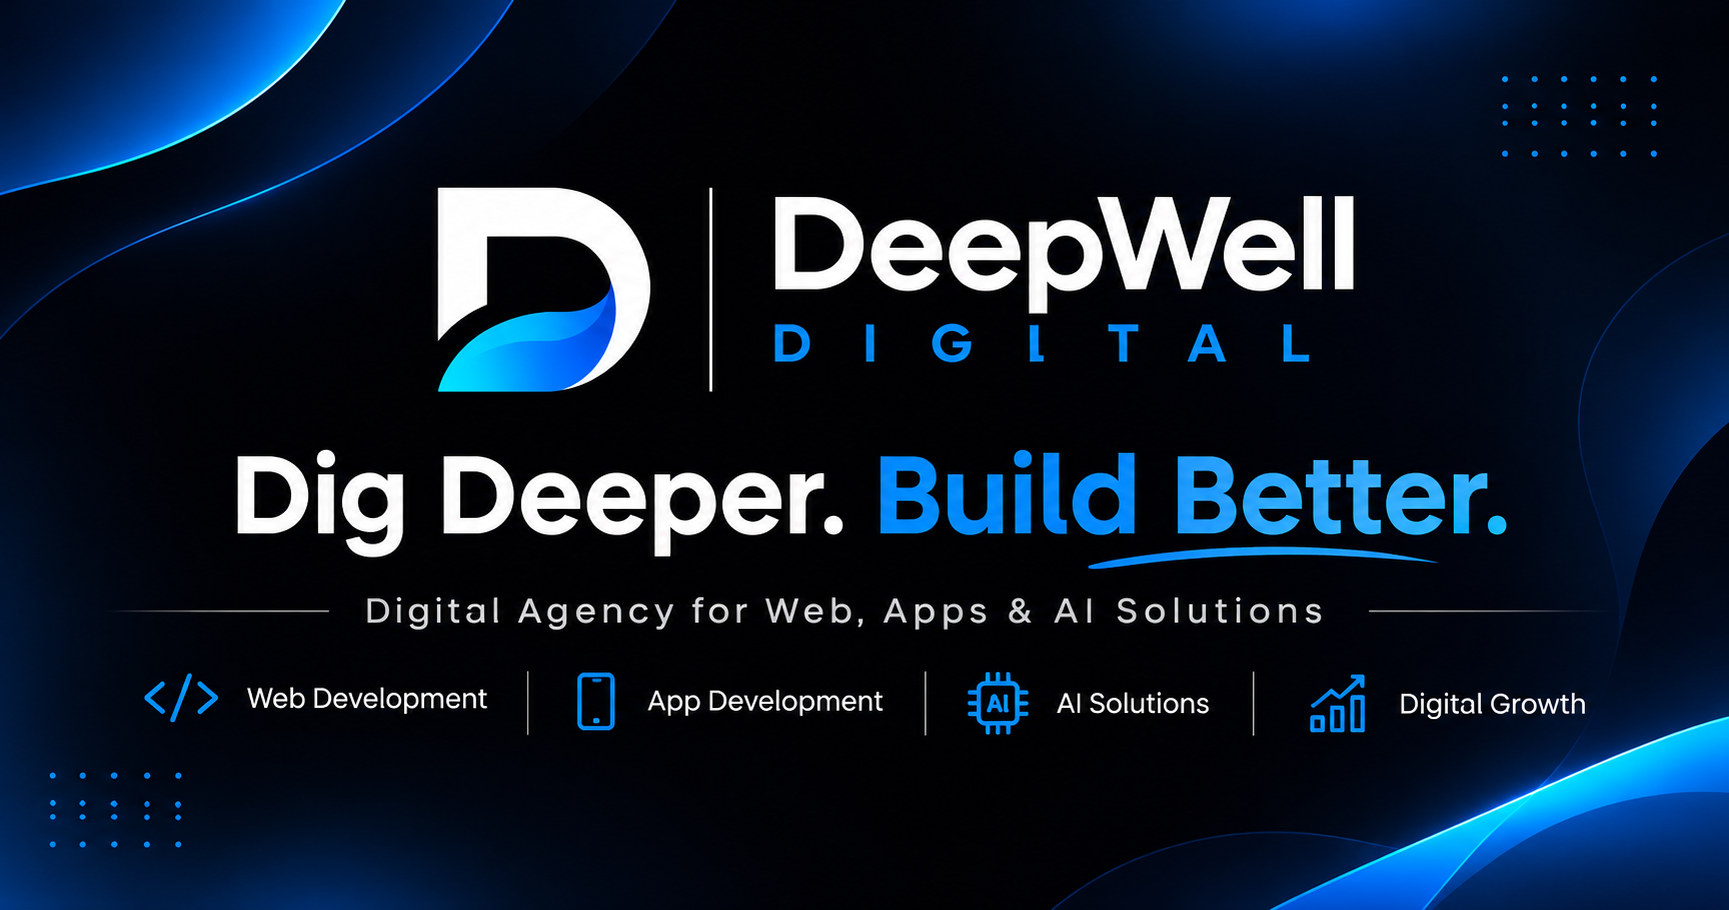 DeepWell
DIGITAL
Dig Deeper. Build Better.
Digital Agency for Web, Apps & AI Solutions
Web Development
App Development
AI
AI Solutions
Digital Growth